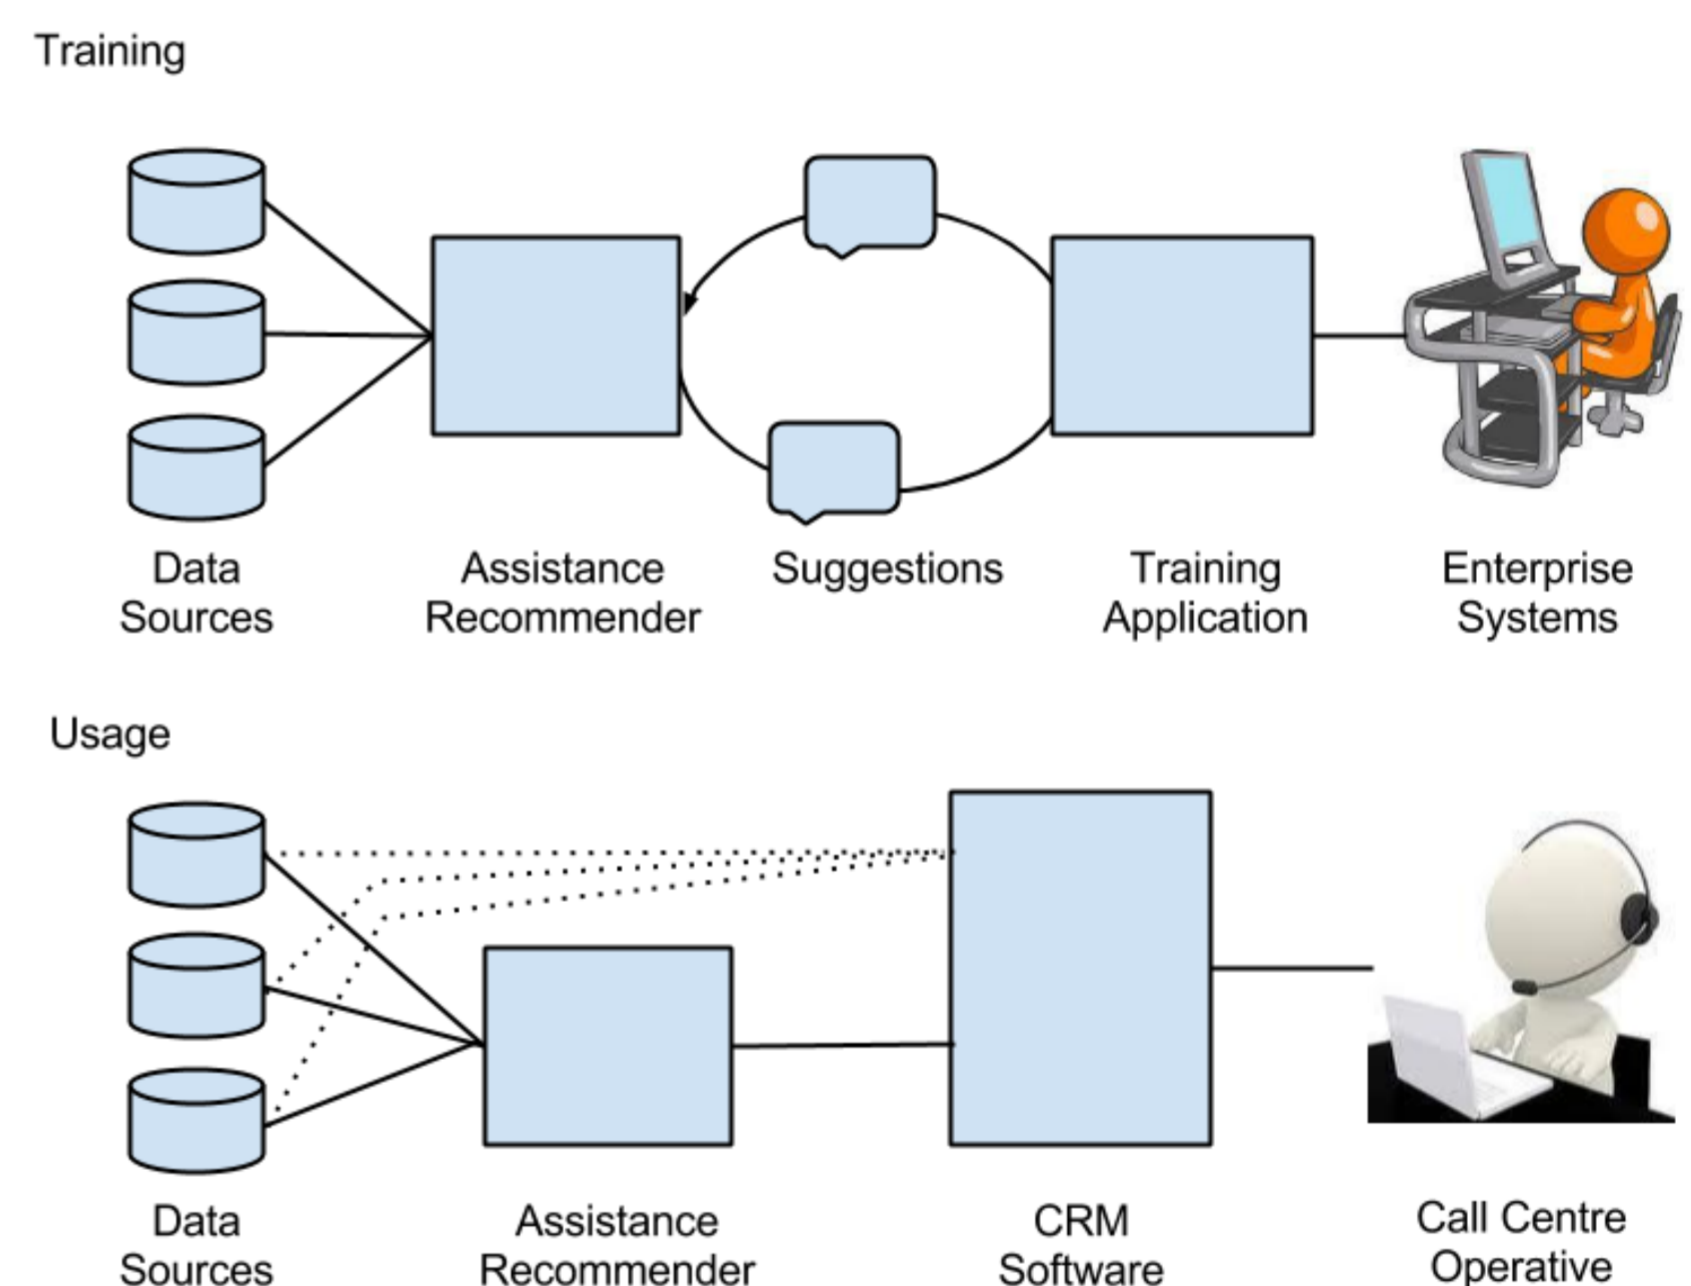 Training
Data
Sources
Assistance
Recommender
Suggestions
Training
Application
Enterprise
Systems
Usage
Data
Sources
Assistance
Recommender
CRM
Software
Call Centre
Operative